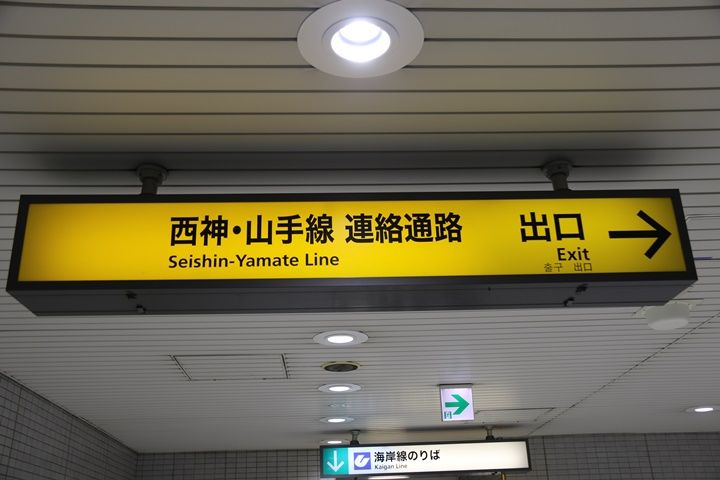 西神・山手線 連絡通路
Seishin-Yamate Line
出口
Exit
출구 出口
海岸線のりば
Kaigan Line